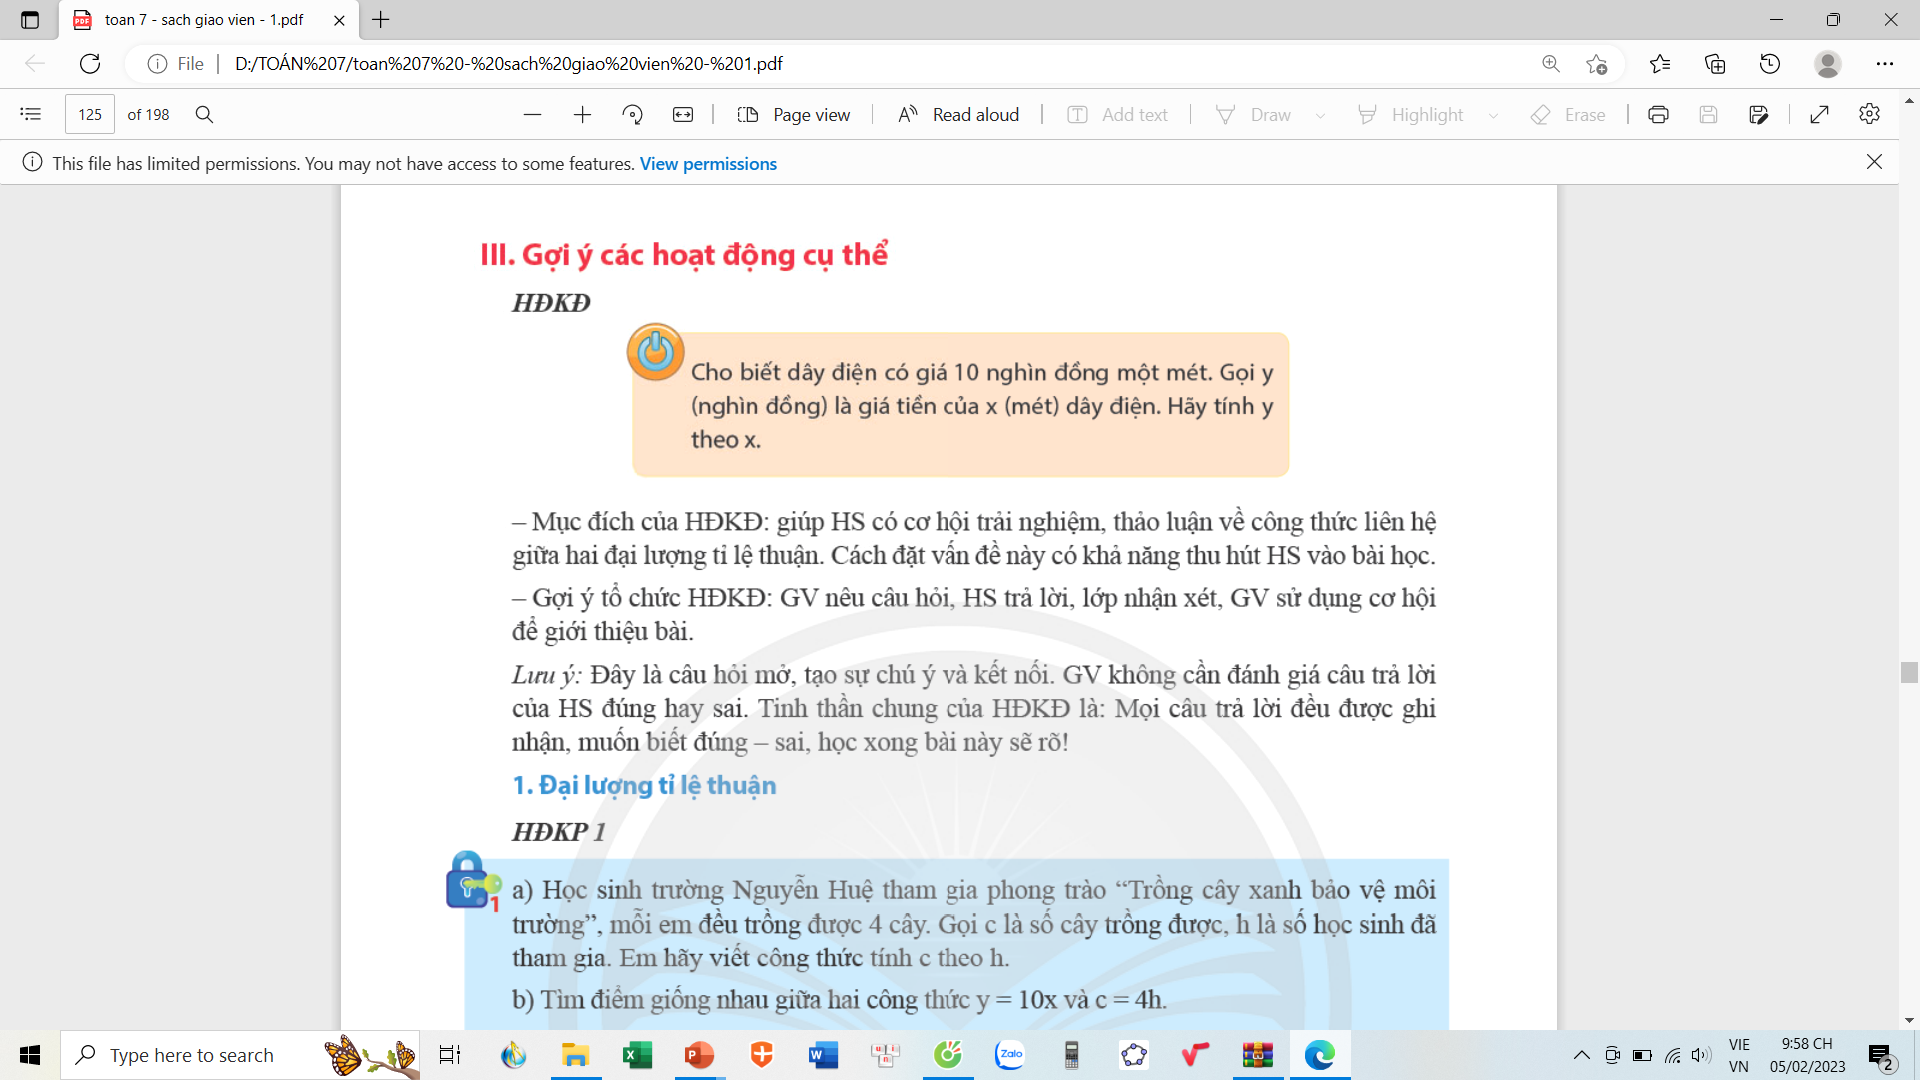 toan 7 - sach giao vien - 1.pdf
File
D:/TOÁN%207/toan%207%20-%20sach%20giao%20vien%20-%201.pdf
125 of 198
Page view
Read aloud
Add text
Draw
Highlight
Erase
This file has limited permissions. You may not have access to some features. View permissions
III. Gợi ý các hoạt động cụ thể
HĐKĐ
Cho biết dây điện có giá 10 nghìn đồng một mét. Gọi y
(nghìn đồng) là giá tiền của x (mét) dây điện. Hãy tính y
theo x.
– Mục đích của HĐKĐ: giúp HS có cơ hội trải nghiệm, thảo luận về công thức liên hệ
giữa hai đại lượng tỉ lệ thuận. Cách đặt vấn đề này có khả năng thu hút HS vào bài học.
– Gợi ý tổ chức HĐKĐ: GV nêu câu hỏi, HS trả lời, lớp nhận xét, GV sử dụng cơ hội
để giới thiệu bài.
Lưu ý: Đây là câu hỏi mở, tạo sự chú ý và kết nối. GV không cần đánh giá câu trả lời
của HS đúng hay sai. Tinh thần chung của HĐKĐ là: Mọi câu trả lời đều được ghi
nhận, muốn biết đúng – sai, học xong bài này sẽ rõ!
1. Đại lượng tỉ lệ thuận
HĐKP 1
1
a) Học sinh trường Nguyễn Huệ tham gia phong trào “Trồng cây xanh bảo vệ môi
trường”, mỗi em đều trồng được 4 cây. Gọi c là số cây trồng được, h là số học sinh đã
tham gia. Em hãy viết công thức tính c theo h.
b) Tìm điểm giống nhau giữa hai công thức y = 10x và c = 4h.
Type here to search
Zalo
VIE
VN
9:58 CH
05/02/2023
2